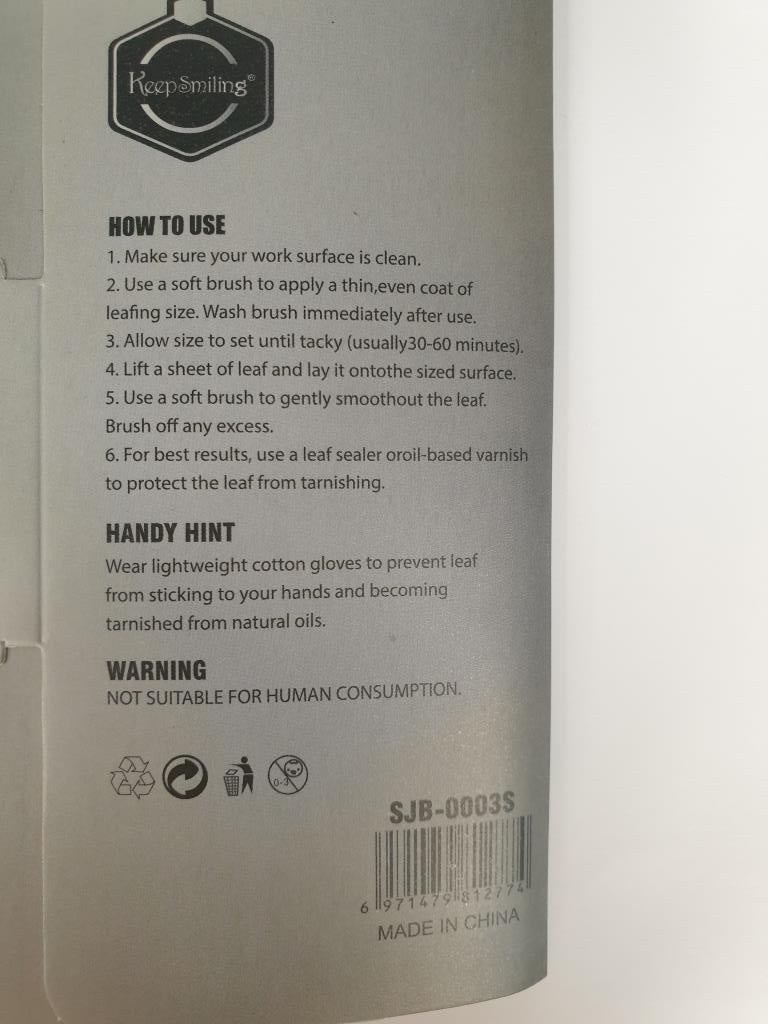 KeepSmiling®
HOW TO USE
1. Make sure your work surface is clean.
2. Use a soft brush to apply a thin,even coat of
leafing size. Wash brush immediately after use.
3. Allow size to set until tacky (usually30-60 minutes).
4. Lift a sheet of leaf and lay it ontothe sized surface.
5. Use a soft brush to gently smoothout the leaf.
Brush off any excess.
6. For best results, use a leaf sealer oroil-based varnish
to protect the leaf from tarnishing.
HANDY HINT
Wear lightweight cotton gloves to prevent leaf
from sticking to your hands and becoming
tarnished from natural oils.
WARNING
NOT SUITABLE FOR HUMAN CONSUMPTION.
0-3
SJB-0003S
6 971479 812774
MADE IN CHINA